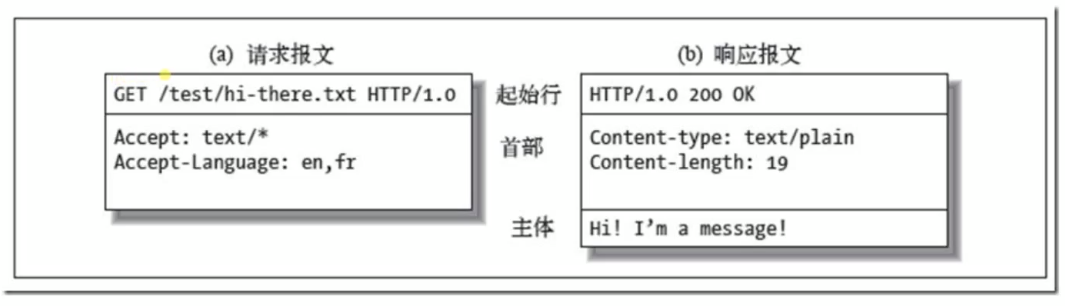 (a) 请求报文
GET /test/hi-there.txt HTTP/1.0
Accept: text/*
Accept-Language: en,fr
起始行
首部
主体
(b) 响应报文
HTTP/1.0 200 OK
Content-type: text/plain
Content-length: 19
Hi! I’m a message!